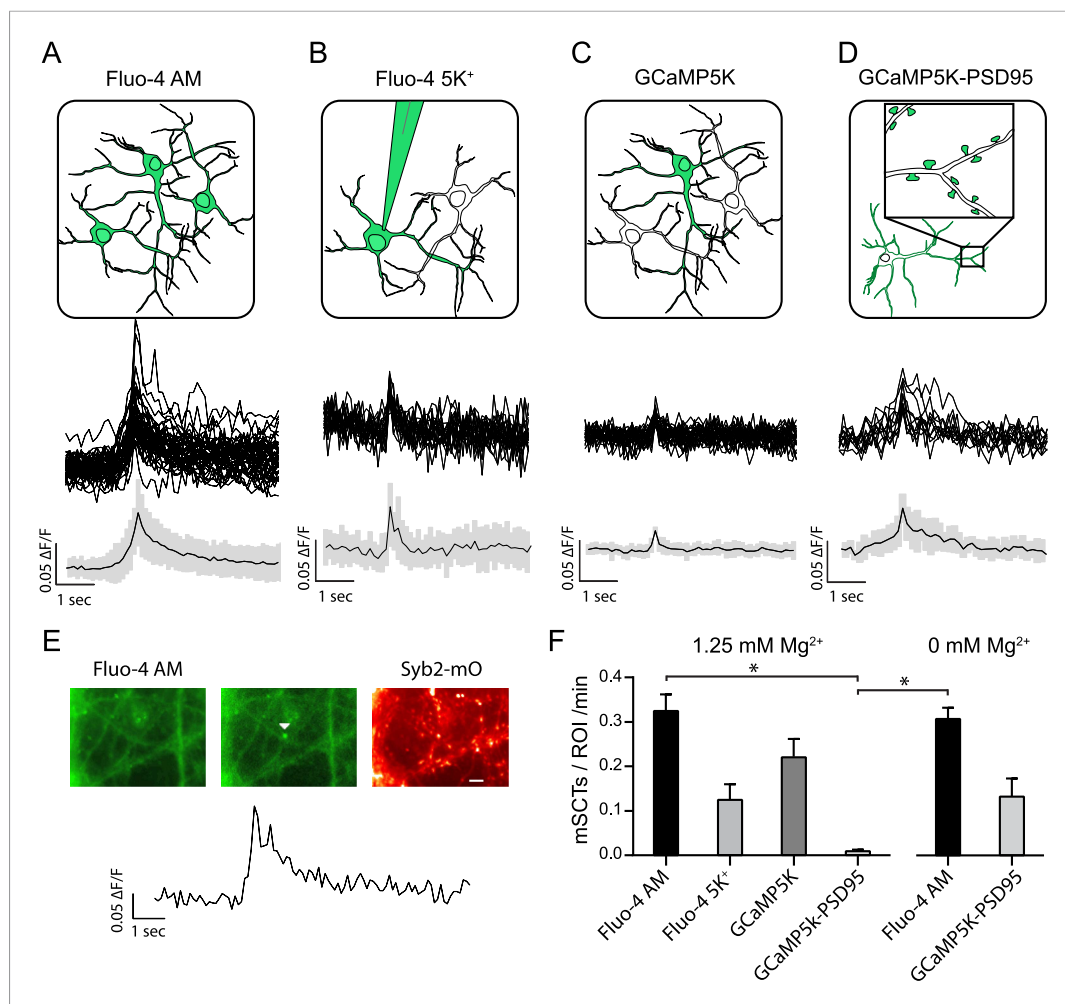 A
Fluo-4 AM
B
Fluo-4 5K⁺
C
GCaMP5K
D
GCaMP5K-PSD95
0.05 ΔF/F
1 sec
0.05 ΔF/F
1 sec
0.05 ΔF/F
1 sec
0.05 ΔF/F
1 sec
E
Fluo-4 AM
Syb2-mO
0.05 ΔF/F
1 sec
F
1.25 mM Mg²⁺
0 mM Mg²⁺
*
*
mSCTs / ROI /min
0.4
0.3
0.2
0.1
0.0
Fluo-4 AM
Fluo-4 5K⁺
GCaMP5K
GCaMP5k-PSD95
Fluo-4 AM
GCaMP5K-PSD95